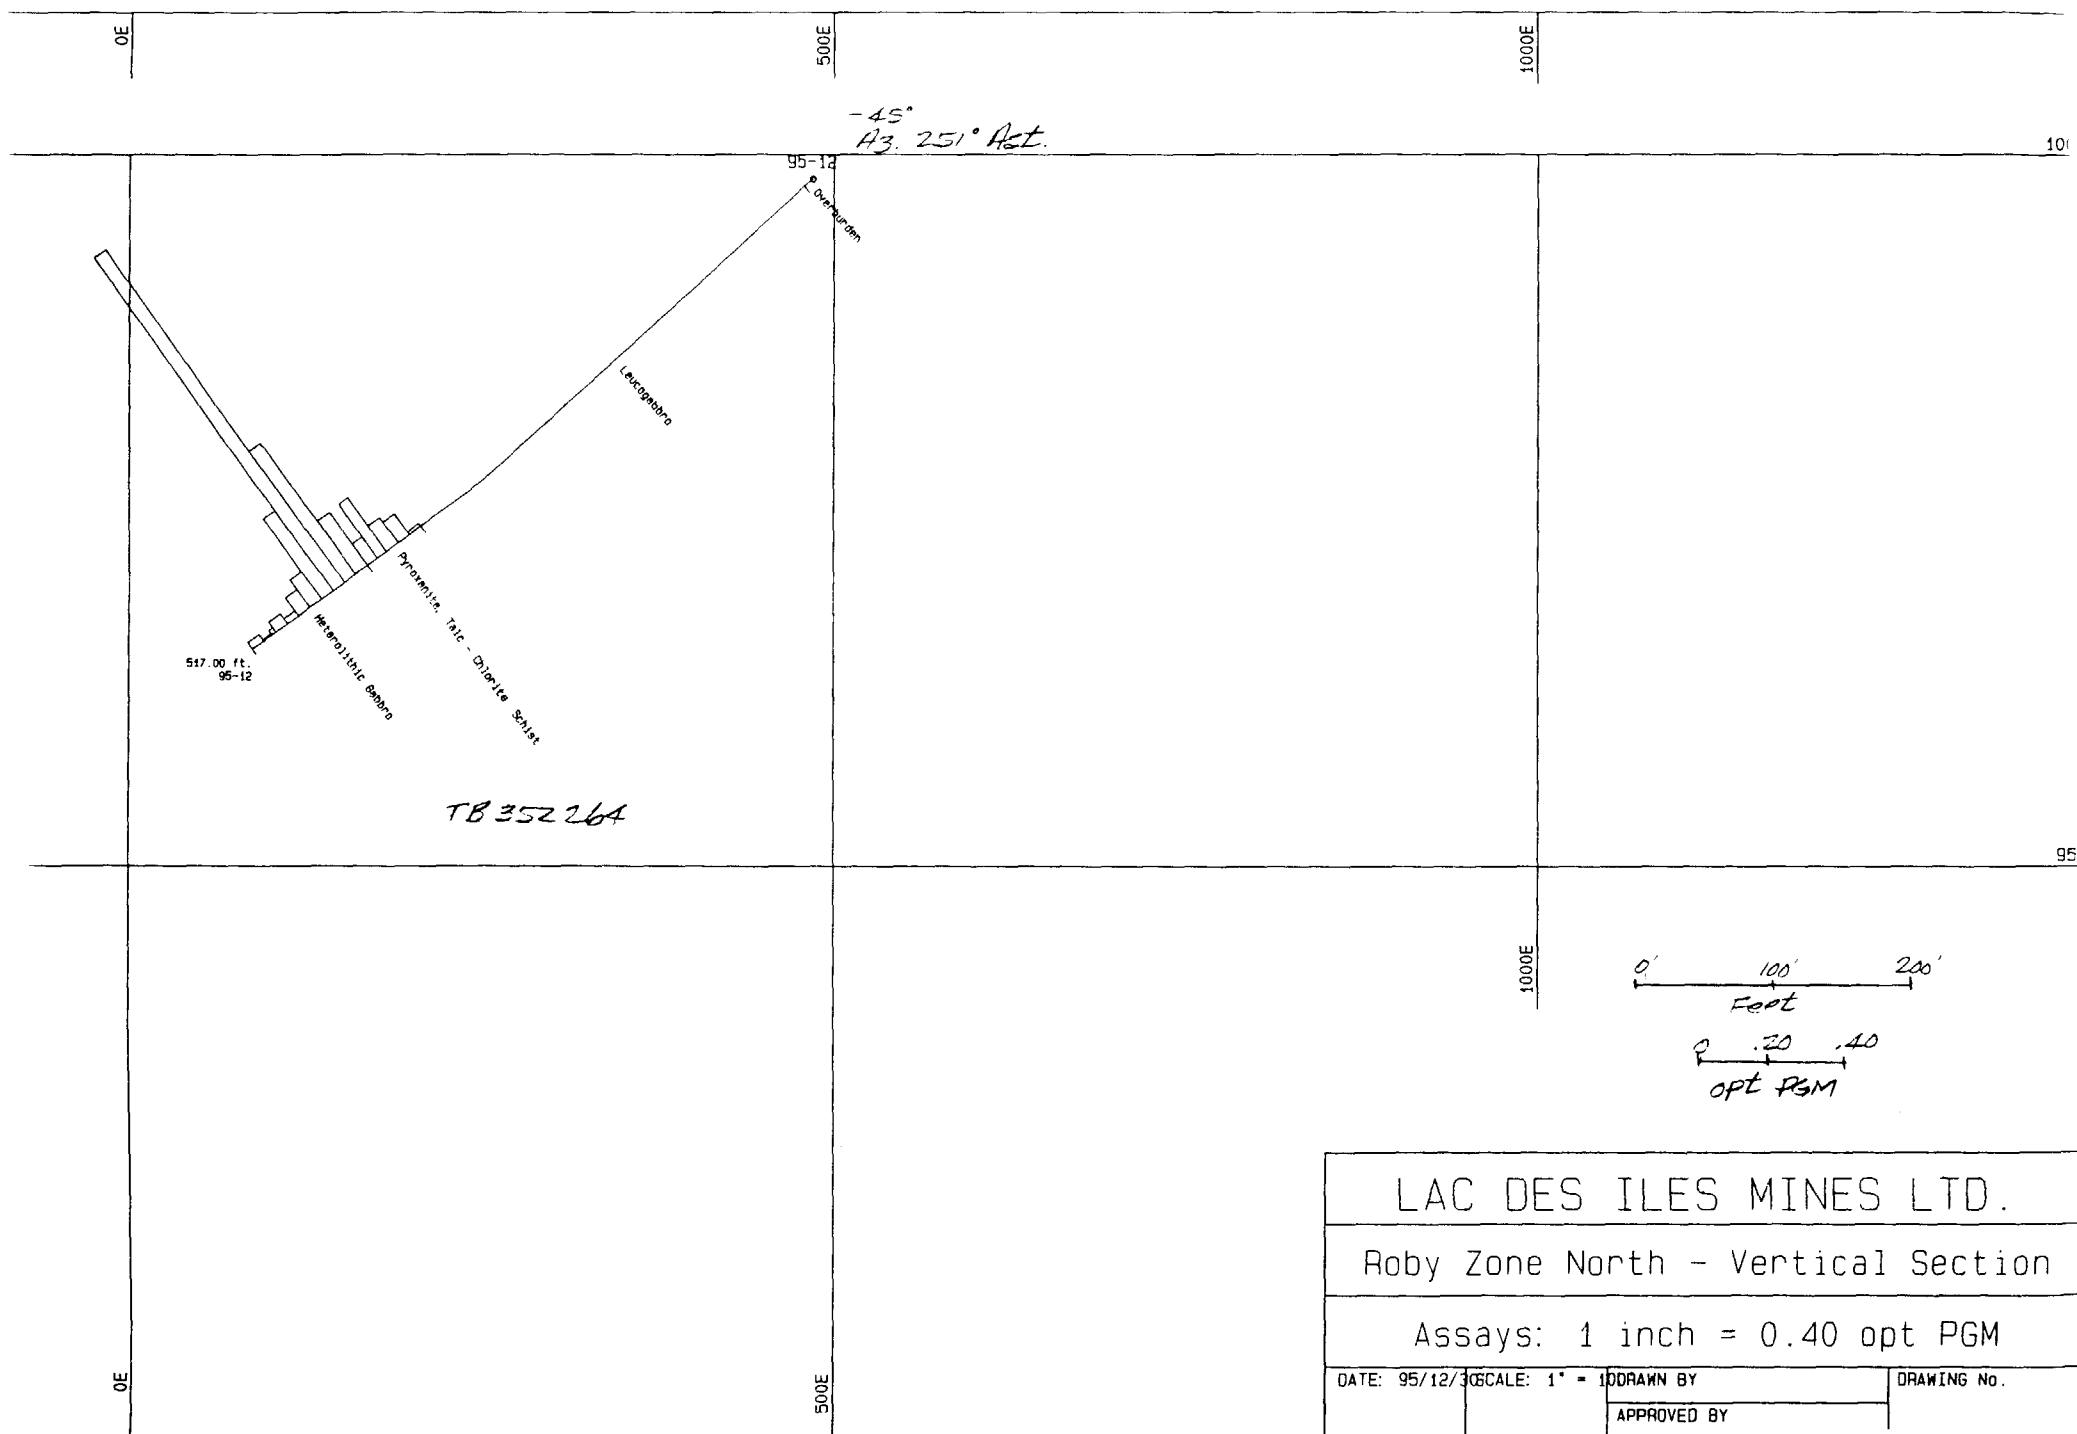 0E
500E
1000E
-45°
Az. 251° Ast.
10
95-12
Overburden
Leucogabbro
Pyroxenite, Talc - Chlorite Schist
Heterolithic Gabbro
517.00 ft.
95-12
TB 352264
95
1000E
0' 100' 200'
Feet
0 .20 .40
opt PGM
LAC DES ILES MINES LTD.
Roby Zone North - Vertical Section
Assays: 1 inch = 0.40 opt PGM
DATE: 95/12/30
SCALE: 1" = 10
DRAWN BY
DRAWING No.
APPROVED BY
0E
500E